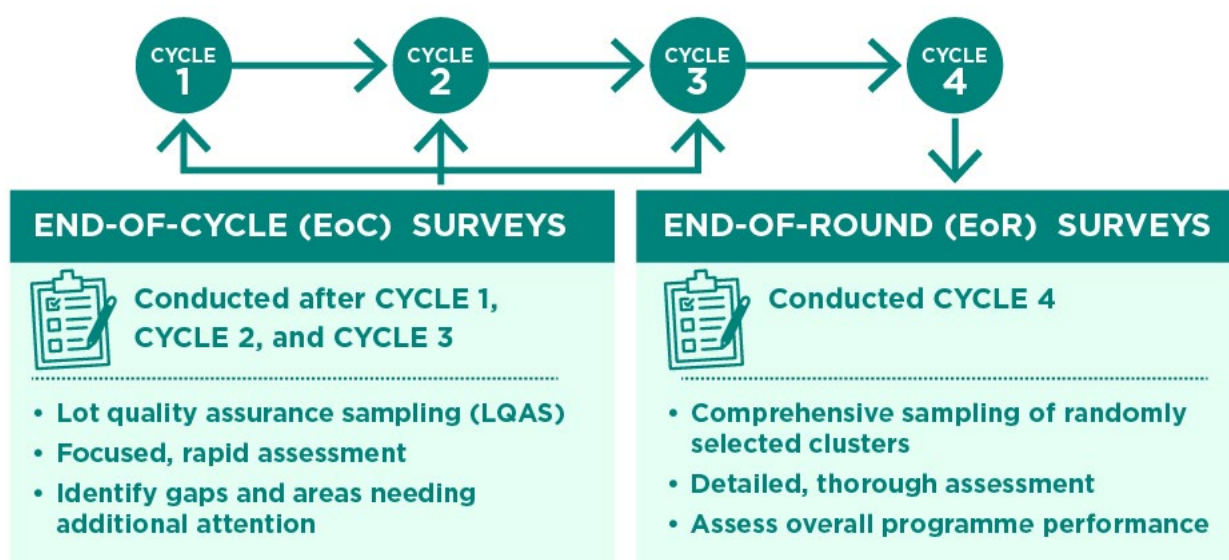 CYCLE
1
CYCLE
2
CYCLE
3
CYCLE
4
END-OF-CYCLE (EoC) SURVEYS
Conducted after CYCLE 1,
CYCLE 2, and CYCLE 3
• Lot quality assurance sampling (LQAS)
• Focused, rapid assessment
• Identify gaps and areas needing
additional attention
END-OF-ROUND (EoR) SURVEYS
Conducted CYCLE 4
• Comprehensive sampling of randomly
selected clusters
• Detailed, thorough assessment
• Assess overall programme performance